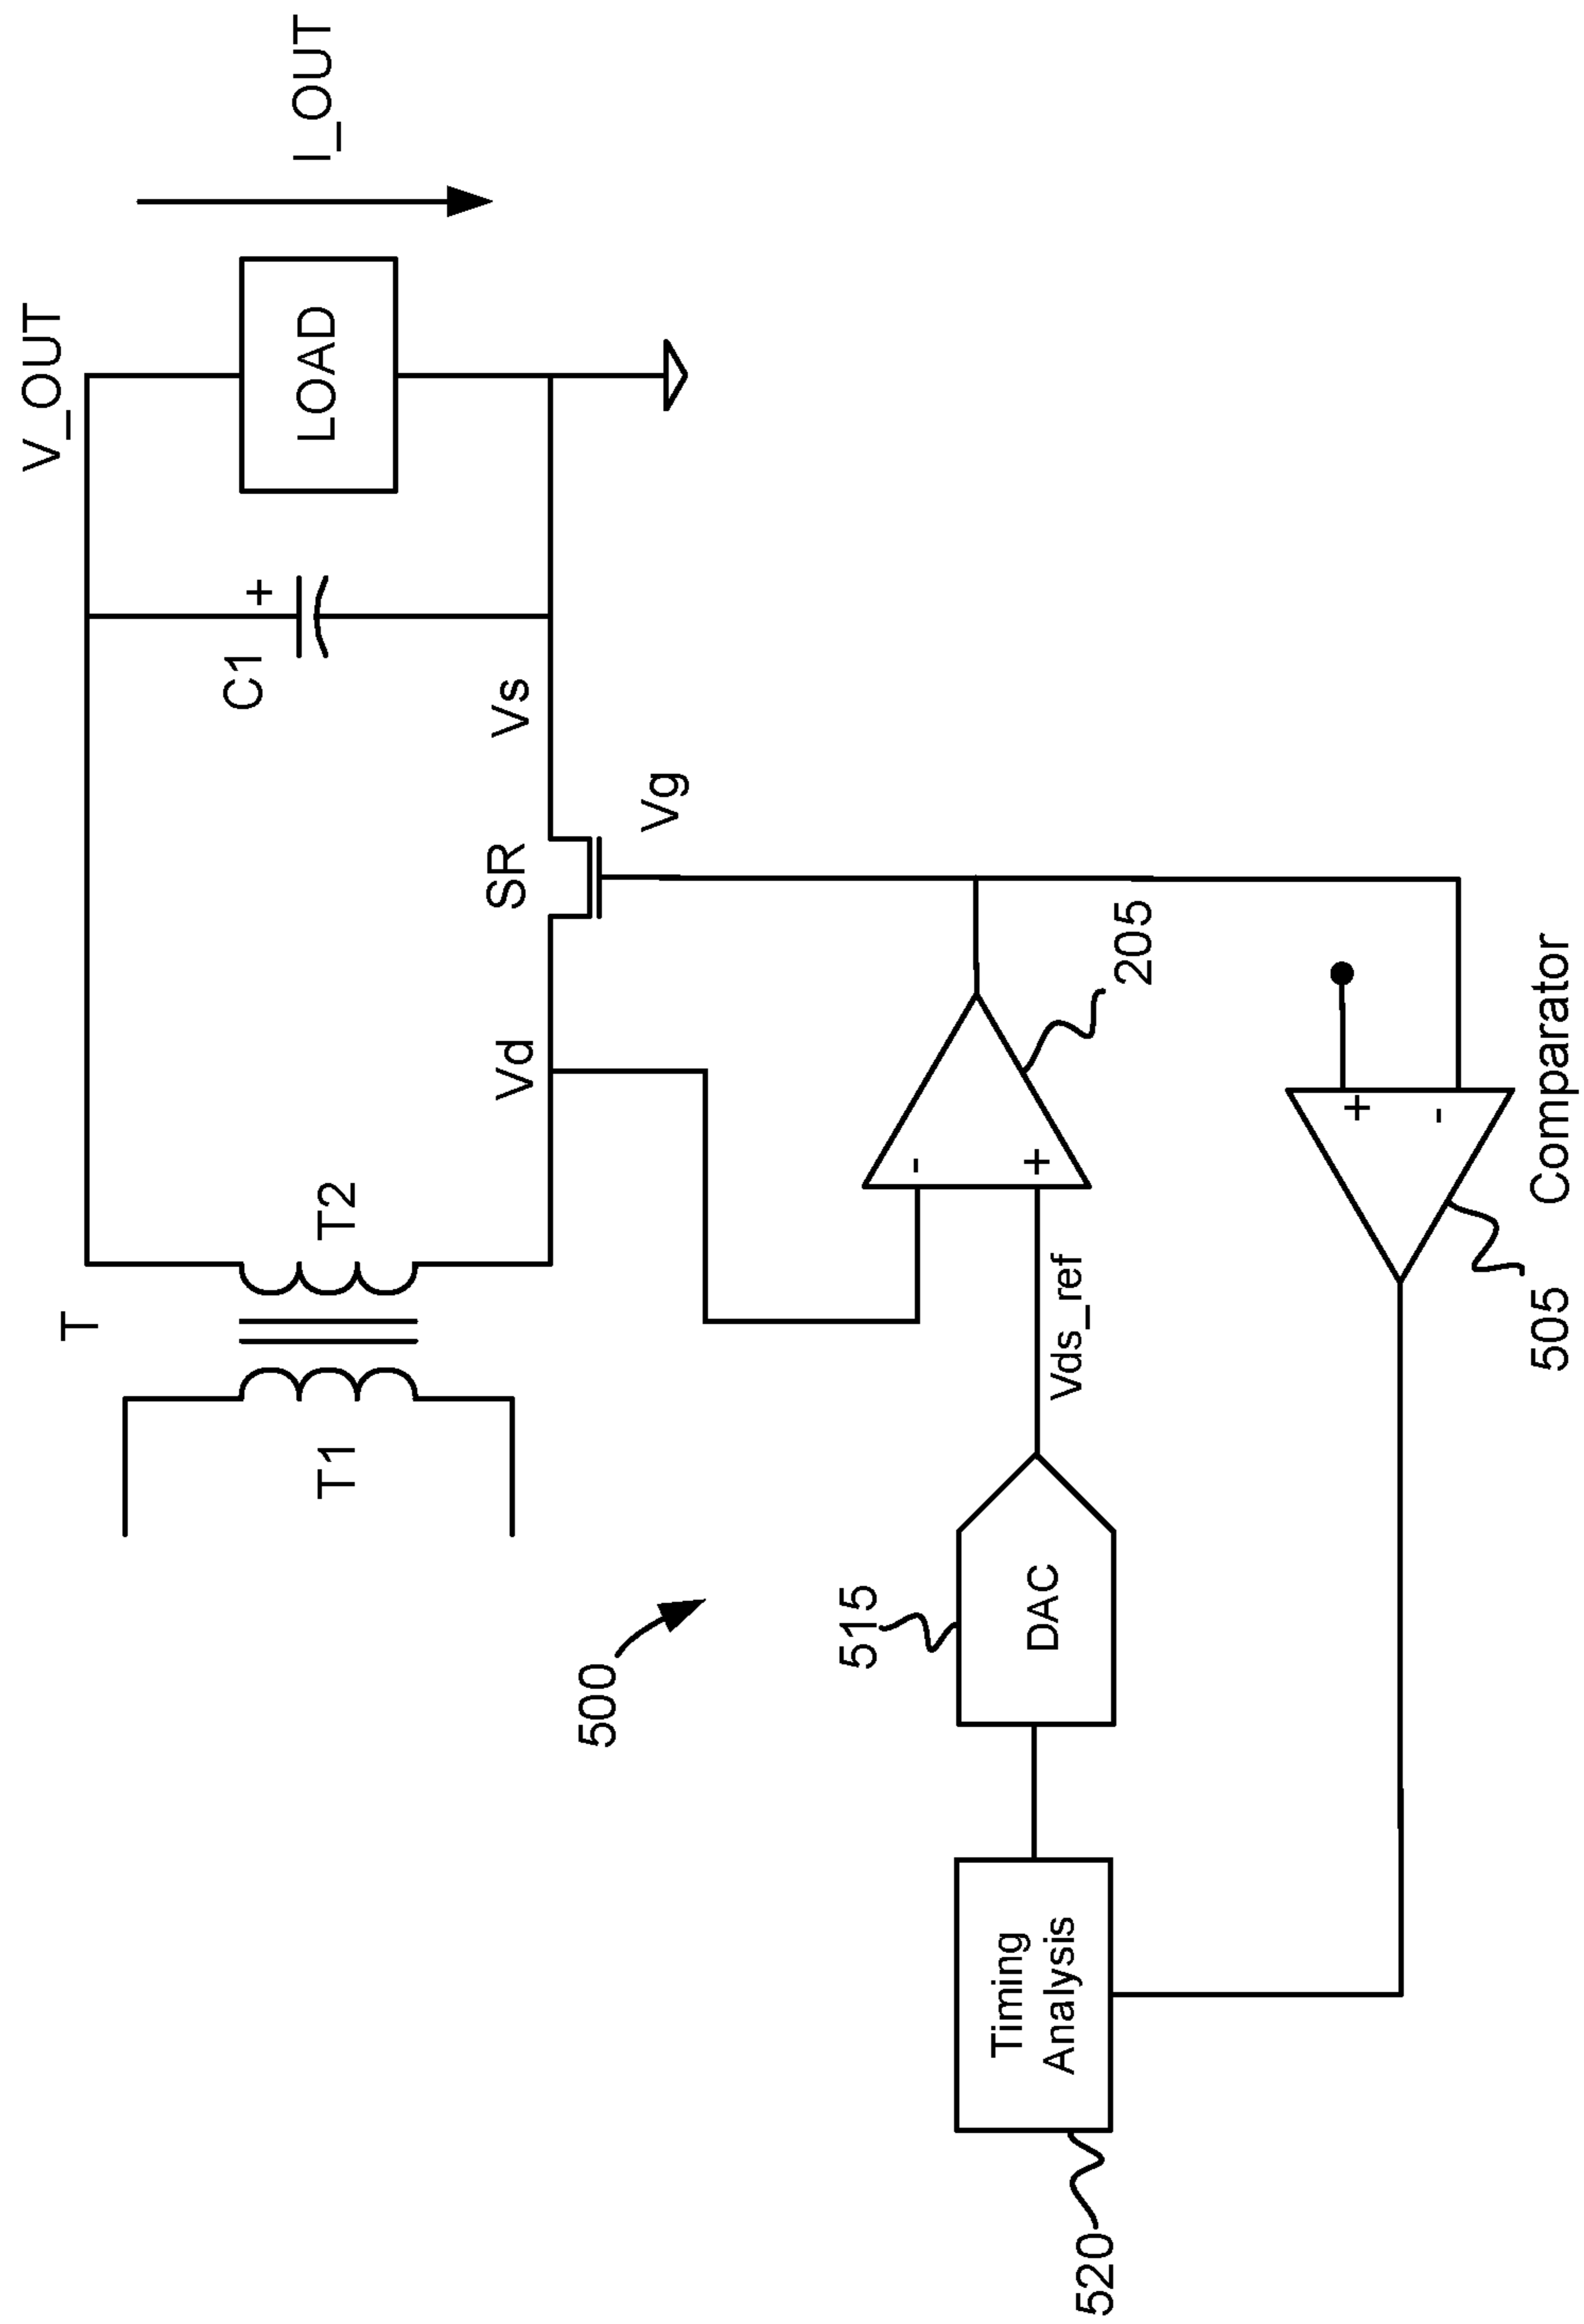 T
V_OUT
T1
T2
C1
+
LOAD
I_OUT
Vd
SR
Vs
Vg
500
515
DAC
Vds_ref
-
+
205
Timing
Analysis
520
+
-
505
Comparator